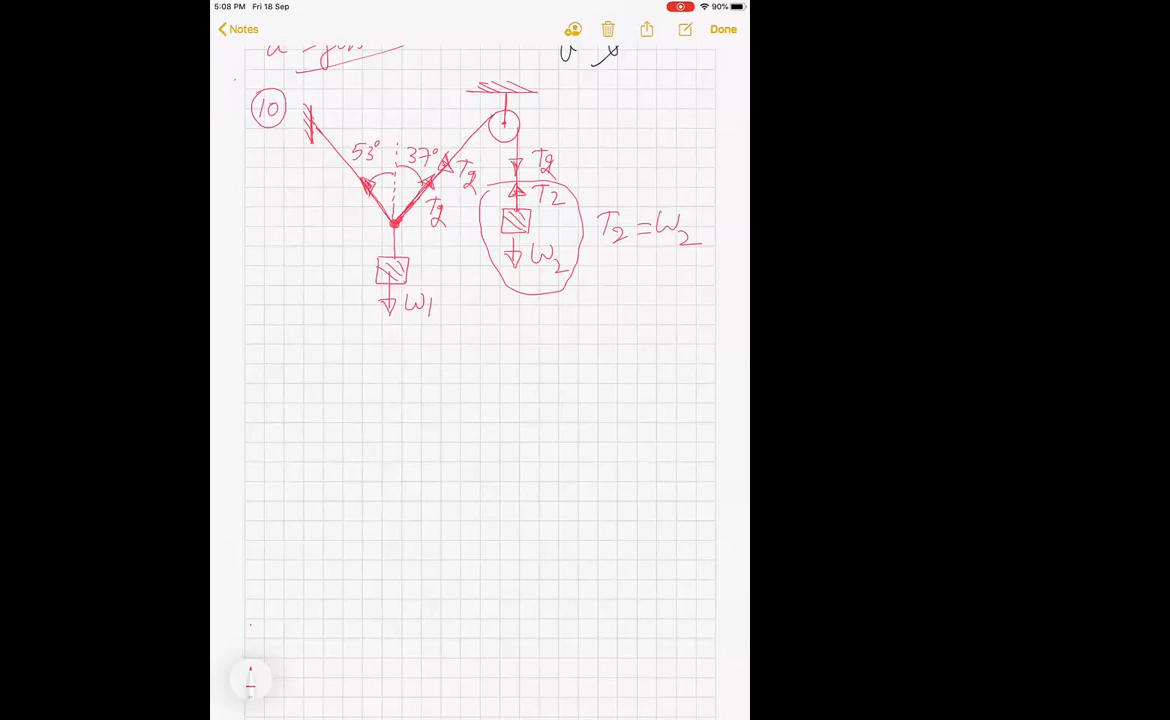 5:08 PM Fri 18 Sep
90%
Notes
Done
10
53° 37°
T2
T2
T2
T2
T2 = W2
W2
W1